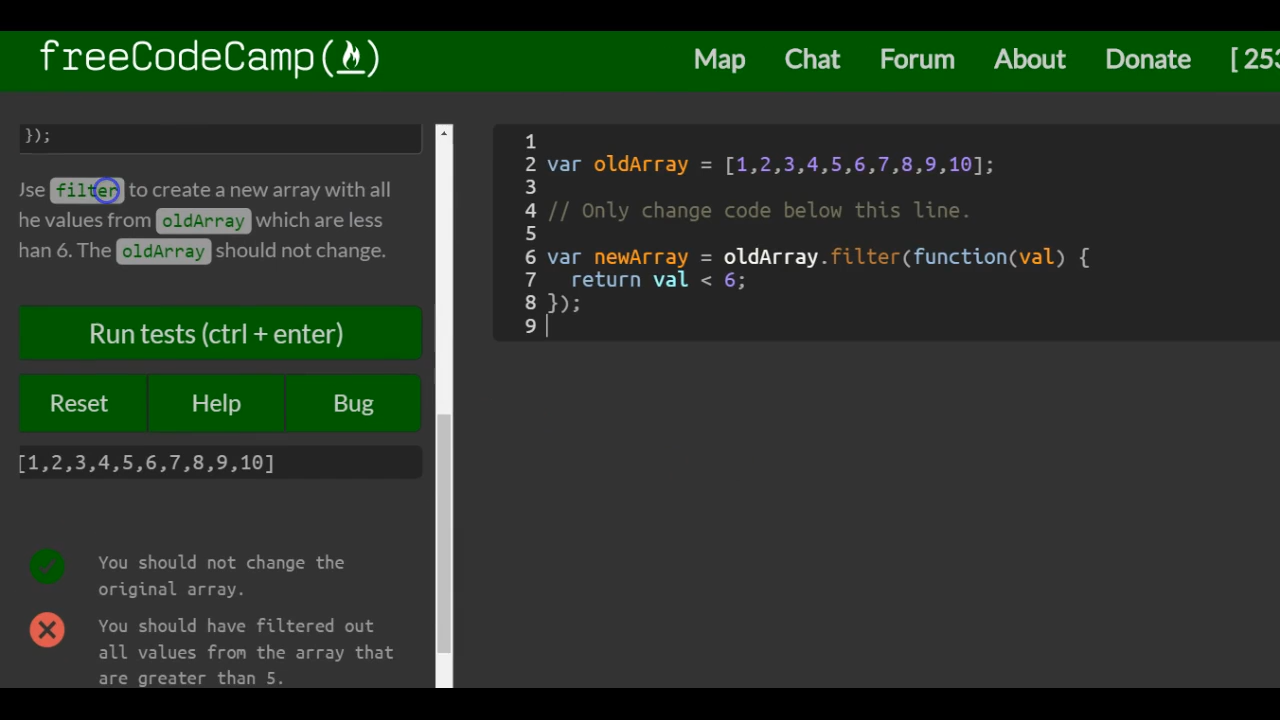 freeCodeCamp(🔥)
Map Chat Forum About Donate [ 253
});
Use filter to create a new array with all
he values from oldArray which are less
han 6. The oldArray should not change.
Run tests (ctrl + enter)
Reset Help Bug
[1,2,3,4,5,6,7,8,9,10]
You should not change the
original array.
You should have filtered out
all values from the array that
are greater than 5.
1
2 var oldArray = [1,2,3,4,5,6,7,8,9,10];
3
4 // Only change code below this line.
5
6 var newArray = oldArray.filter(function(val) {
7 return val < 6;
8 });
9